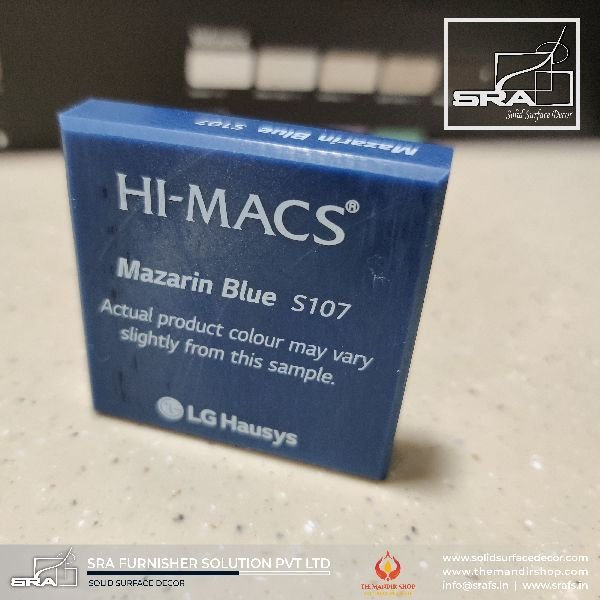 SRA
Solid Surface Decor
Mazarin Blue S107
HI-MACS®
Mazarin Blue S107
Actual product colour may vary
slightly from this sample.
LG Hausys
SRA
SRA FURNISHER SOLUTION PVT LTD
SOLID SURFACE DECOR
THE MANDIR SHOP
www.solidsurfacedecor.com
www.themandirshop.com
info@srafs.in | www.srafs.in